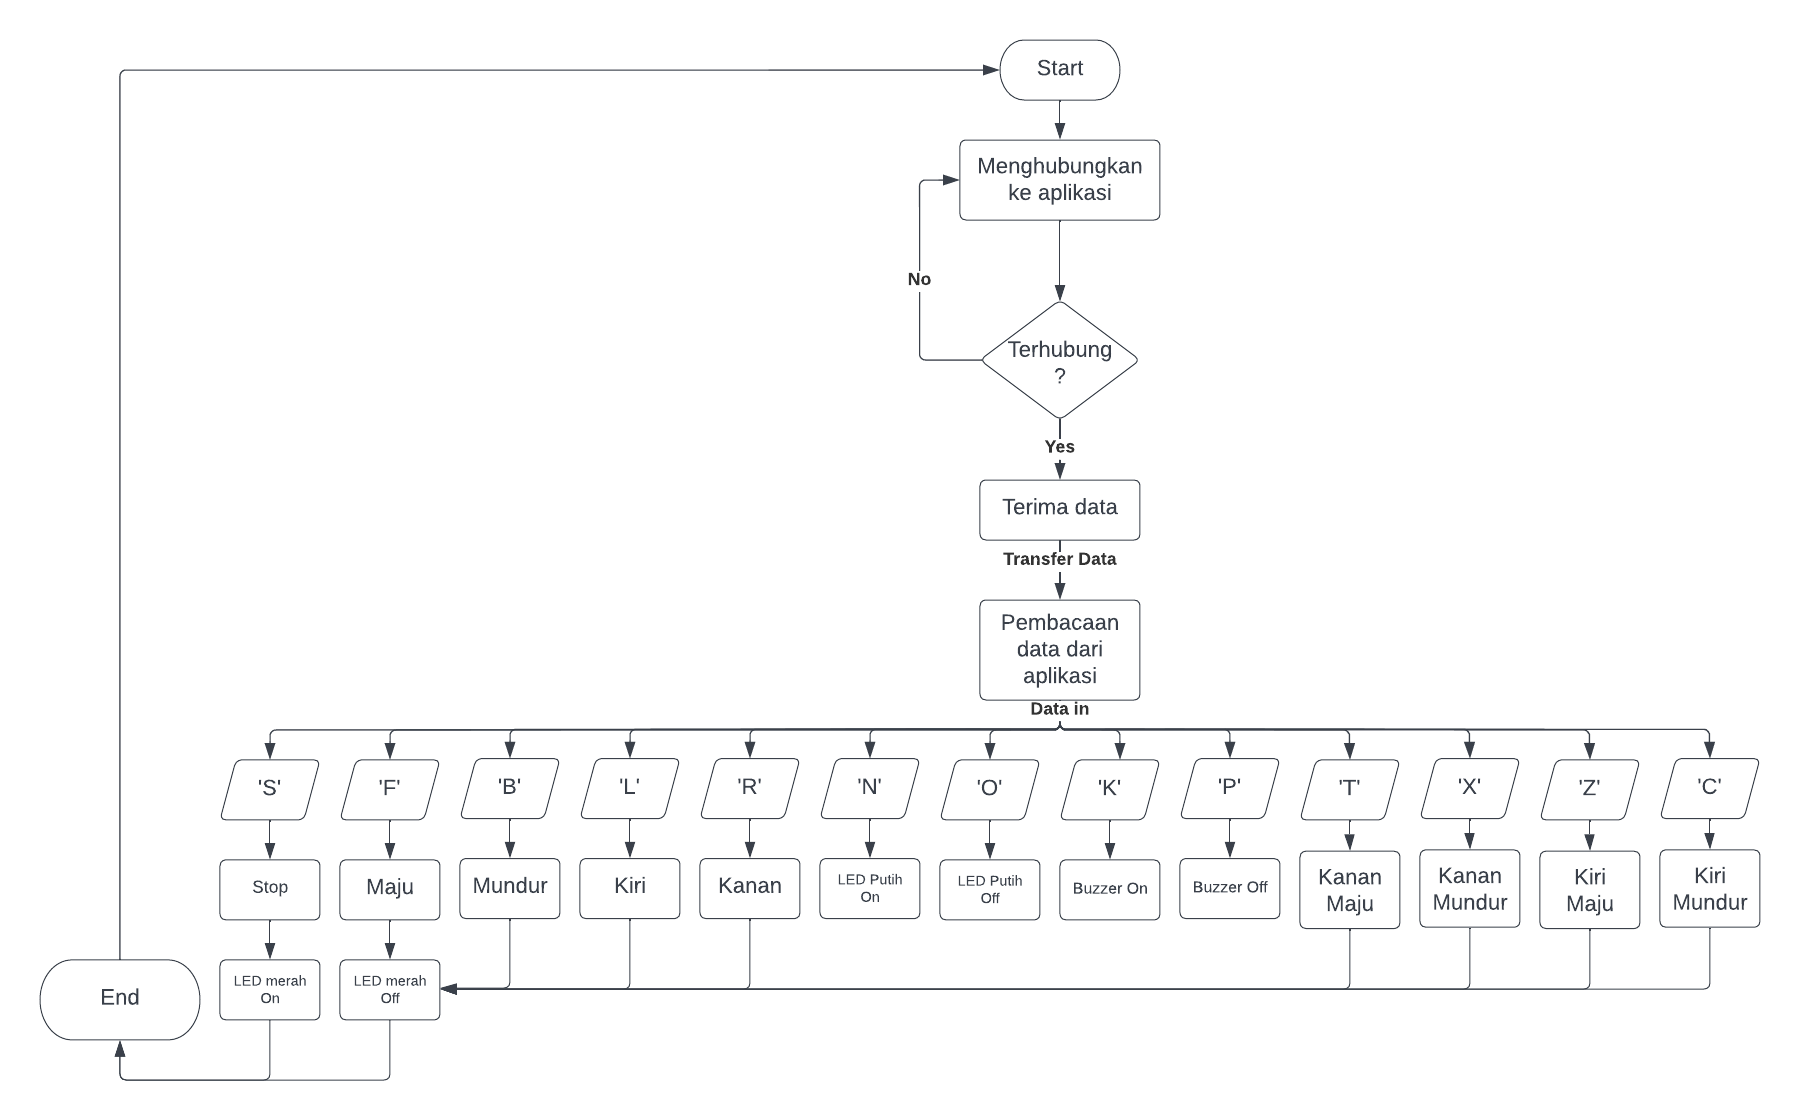 Start
Menghubungkan
ke aplikasi
No
Terhubung
?
Yes
Terima data
Transfer Data
Pembacaan
data dari
aplikasi
Data in
'S'
'F'
'B'
'L'
'R'
'N'
'O'
'K'
'P'
'T'
'X'
'Z'
'C'
Stop
Maju
Mundur
Kiri
Kanan
LED Putih
On
LED Putih
Off
Buzzer On
Buzzer Off
Kanan
Maju
Kanan
Mundur
Kiri
Maju
Kiri
Mundur
End
LED merah
On
LED merah
Off